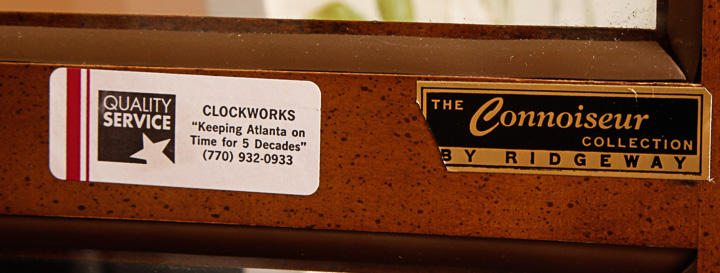 QUALITY
SERVICE
CLOCKWORKS
"Keeping Atlanta on
Time for 5 Decades"
(770) 932-0933
THE Connoiseur
COLLECTION
BY RIDGEWAY